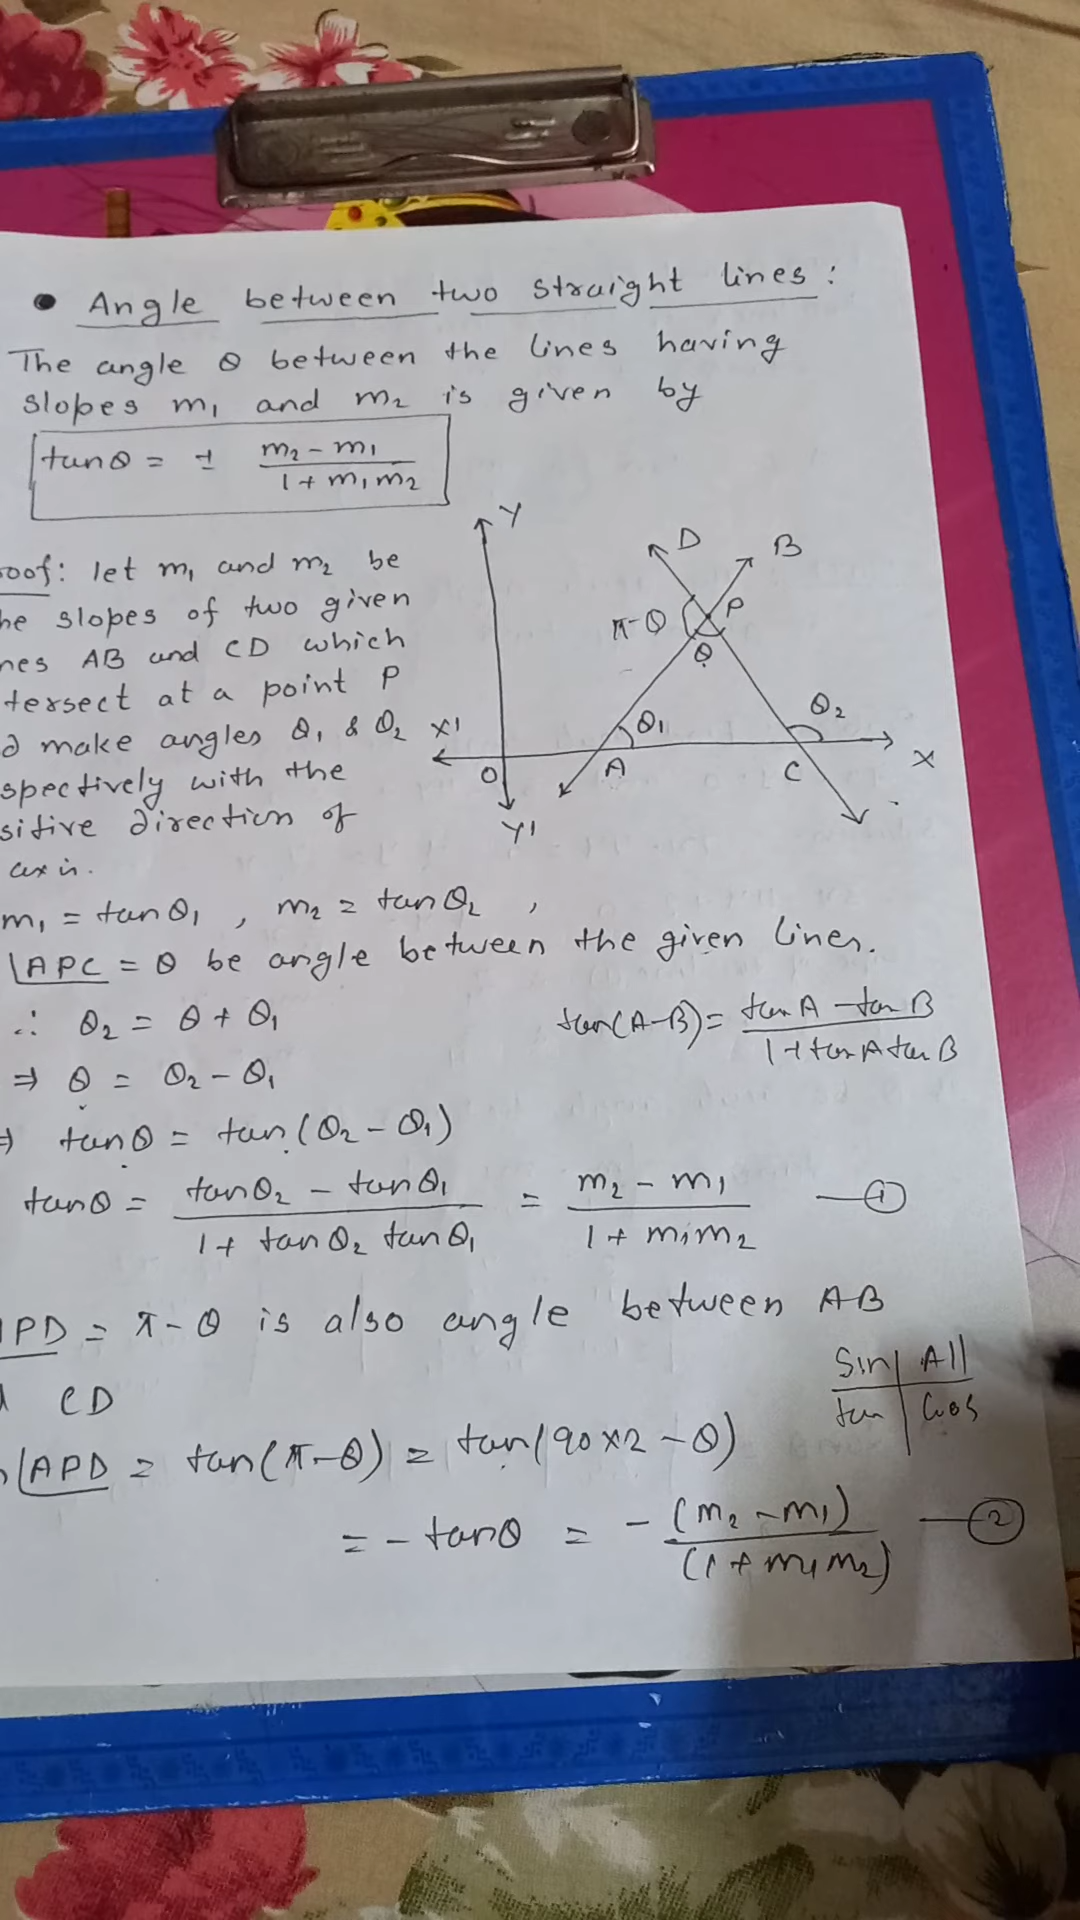 • Angle between two straight lines:
The angle θ between the lines having
slopes m₁ and m₂ is given by
tanθ = ± (m₂ - m₁)/(1 + m₁m₂)
oof: let m₁ and m₂ be
he slopes of two given
nes AB and CD which
tersect at a point P
d make angles θ₁ & θ₂
spectively with the
sitive direction of
axis.
Y
D
B
P
π-θ
θ
θ₁
θ₂
X'
O
A
C
X
Y'
m₁ = tanθ₁ , m₂ = tanθ₂ ,
∠APC = θ be angle between the given lines.
∴ θ₂ = θ + θ₁
tan(A-B) = (tanA - tanB)/(1 + tanA tanB)
⇒ θ = θ₂ - θ₁
⇒ tanθ = tan(θ₂ - θ₁)
tanθ = (tanθ₂ - tanθ₁)/(1 + tanθ₂ tanθ₁) = (m₂ - m₁)/(1 + m₁m₂) —①
PD = π-θ is also angle between AB
CD
Sin | All
tan | Cos
∠APD = tan(π-θ) = tan(90×2-θ)
= -tanθ = -(m₂-m₁)/(1+m₁m₂) —②